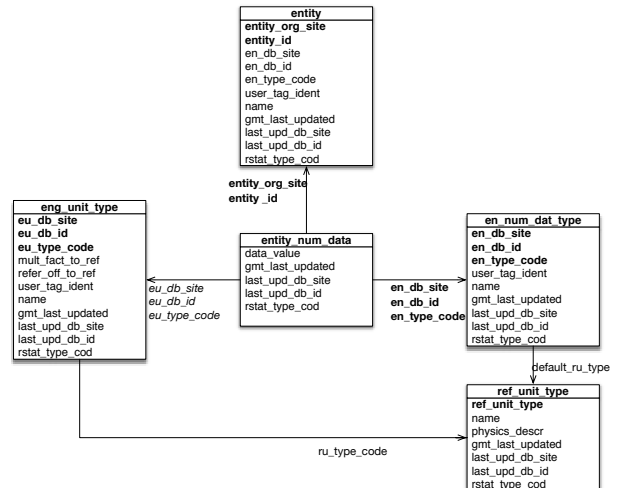 entity
entity_org_site
entity_id
en_db_site
en_db_id
en_type_code
user_tag_ident
name
gmt_last_updated
last_upd_db_site
last_upd_db_id
rstat_type_cod
entity_org_site
entity _id
eng_unit_type
eu_db_site
eu_db_id
eu_type_code
mult_fact_to_ref
refer_off_to_ref
user_tag_ident
name
gmt_last_updated
last_upd_db_site
last_upd_db_id
rstat_type_cod
entity_num_data
data_value
gmt_last_updated
last_upd_db_site
last_upd_db_id
rstat_type_cod
eu_db_site
eu_db_id
eu_type_code
en_db_site
en_db_id
en_type_code
en_num_dat_type
en_db_site
en_db_id
en_type_code
user_tag_ident
name
gmt_last_updated
last_upd_db_site
last_upd_db_id
rstat_type_cod
default_ru_type
ref_unit_type
ref_unit_type
name
physics_descr
gmt_last_updated
last_upd_db_site
last_upd_db_id
rstat_type_cod
ru_type_code